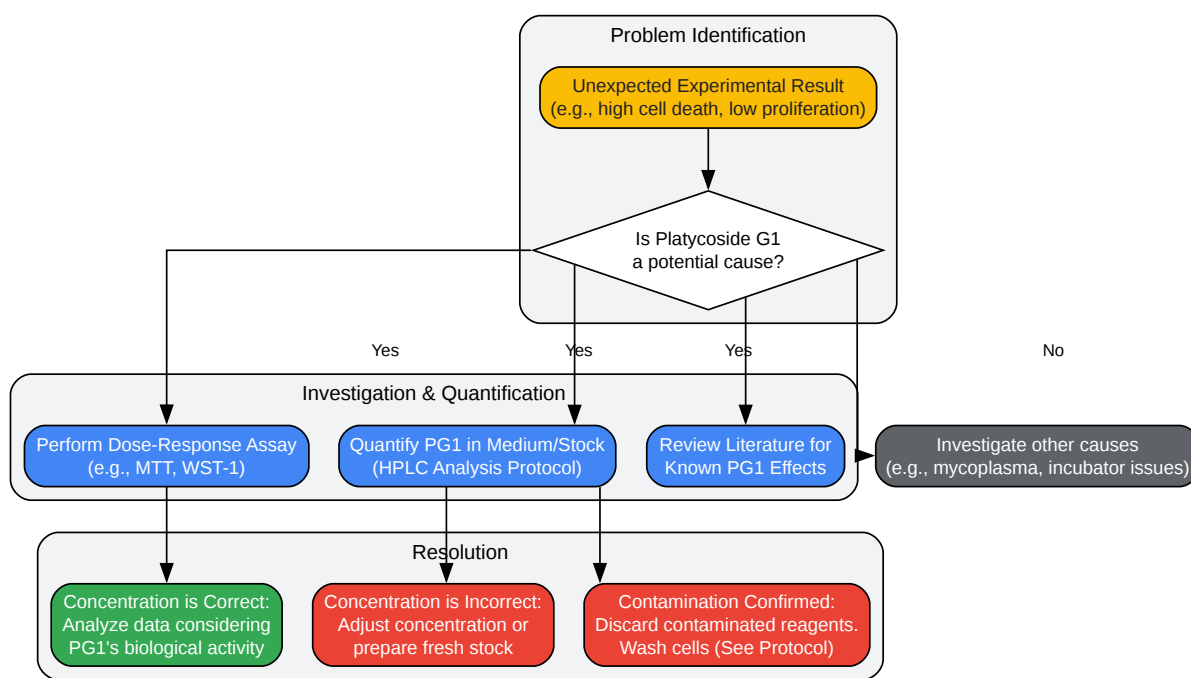 Problem Identification
Unexpected Experimental Result
(e.g., high cell death, low proliferation)
Is Platycoside G1
a potential cause?
Yes
Yes
Yes
No
Investigation & Quantification
Perform Dose-Response Assay
(e.g., MTT, WST-1)
Quantify PG1 in Medium/Stock
(HPLC Analysis Protocol)
Review Literature for
Known PG1 Effects
Investigate other causes
(e.g., mycoplasma, incubator issues)
Resolution
Concentration is Correct:
Analyze data considering
PG1's biological activity
Concentration is Incorrect:
Adjust concentration or
prepare fresh stock
Contamination Confirmed:
Discard contaminated reagents.
Wash cells (See Protocol)